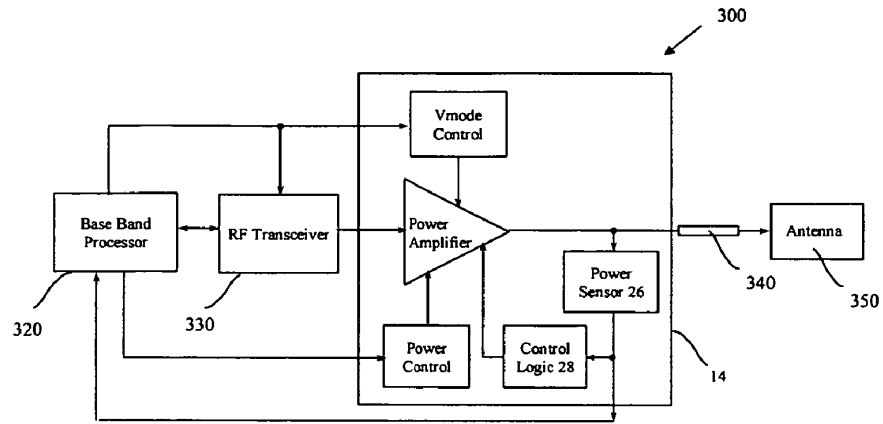 300
Vmode
Control
Base Band
Processor
RF Transceiver
Power
Amplifier
Antenna
Power
Sensor 26
340
350
320
330
Power
Control
Control
Logic 28
14